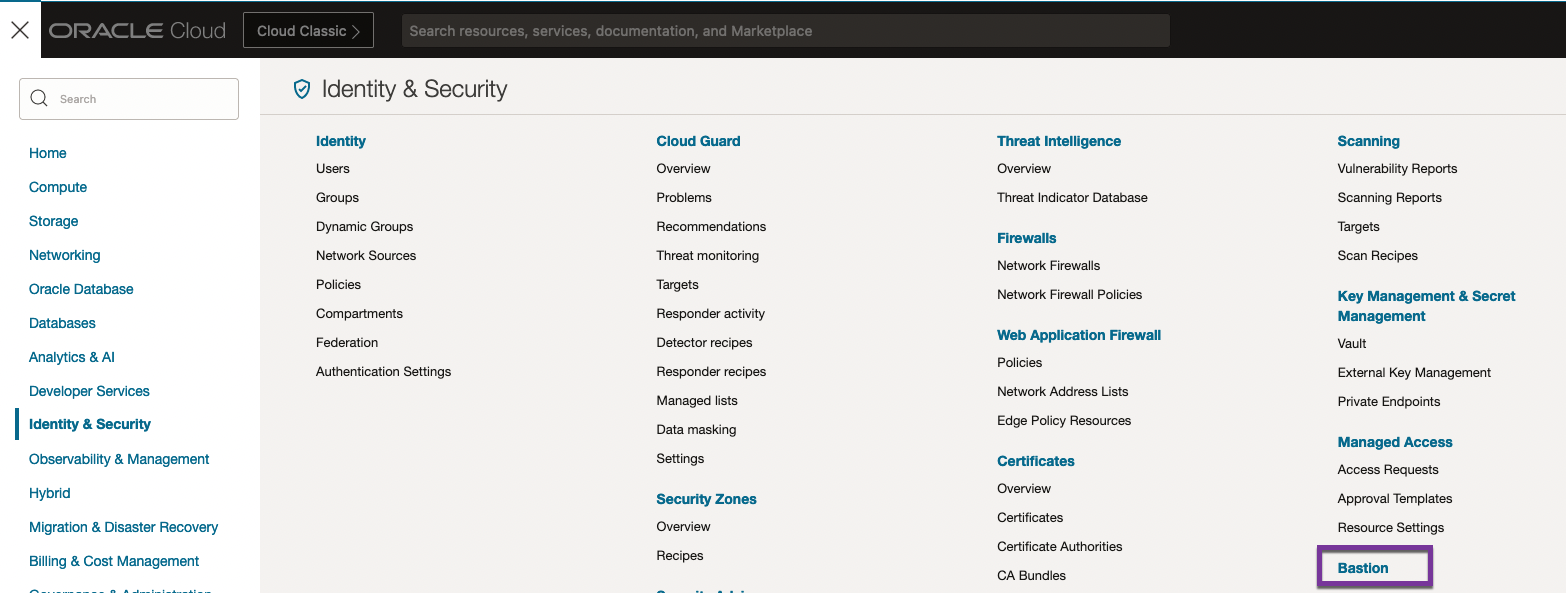 ORACLE Cloud
Cloud Classic >
Search resources, services, documentation, and Marketplace
Search
Home
Compute
Storage
Networking
Oracle Database
Databases
Analytics & AI
Developer Services
Identity & Security
Observability & Management
Hybrid
Migration & Disaster Recovery
Billing & Cost Management
Governance & Administration
Identity & Security
Identity
Users
Groups
Dynamic Groups
Network Sources
Policies
Compartments
Federation
Authentication Settings
Cloud Guard
Overview
Problems
Recommendations
Threat monitoring
Targets
Responder activity
Detector recipes
Responder recipes
Managed lists
Data masking
Settings
Security Zones
Overview
Recipes
Threat Intelligence
Overview
Threat Indicator Database
Firewalls
Network Firewalls
Network Firewall Policies
Web Application Firewall
Policies
Network Address Lists
Edge Policy Resources
Certificates
Overview
Certificates
Certificate Authorities
CA Bundles
Scanning
Vulnerability Reports
Scanning Reports
Targets
Scan Recipes
Key Management & Secret
Management
Vault
External Key Management
Private Endpoints
Managed Access
Access Requests
Approval Templates
Resource Settings
Bastion